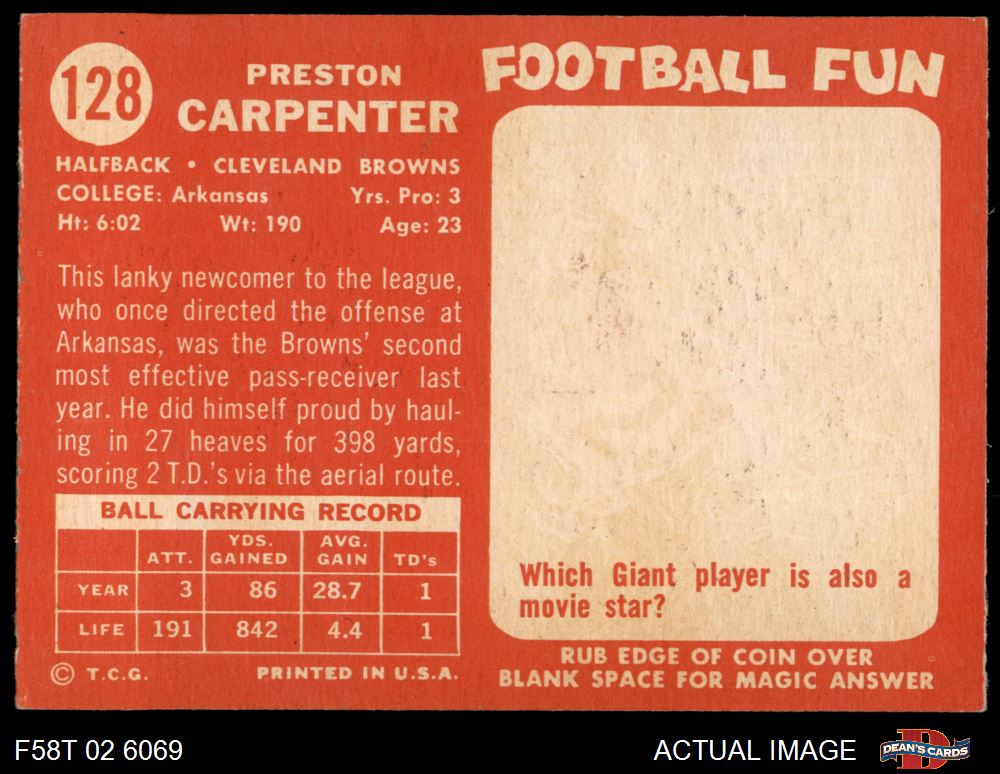 128
PRESTON
CARPENTER
HALFBACK • CLEVELAND BROWNS
COLLEGE: Arkansas Yrs. Pro: 3
Ht: 6:02 Wt: 190 Age: 23
This lanky newcomer to the league,
who once directed the offense at
Arkansas, was the Browns' second
most effective pass-receiver last
year. He did himself proud by haul-
ing in 27 heaves for 398 yards,
scoring 2 T.D.'s via the aerial route.
BALL CARRYING RECORD
ATT. YDS. GAINED AVG. GAIN TD's
YEAR 3 86 28.7 1
LIFE 191 842 4.4 1
© T.C.G. PRINTED IN U.S.A.
FOOTBALL FUN
Which Giant player is also a
movie star?
RUB EDGE OF COIN OVER
BLANK SPACE FOR MAGIC ANSWER
F58T 02 6069
ACTUAL IMAGE
D
DEAN'S CARDS